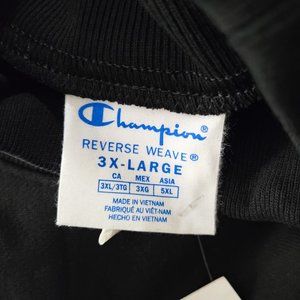 Champion®
REVERSE WEAVE®
3X-LARGE
CA MEX ASIA
3XL/3TG 3XG 5XL
MADE IN VIETNAM
FABRIQUÉ AU VIÊT-NAM
HECHO EN VIETNAM